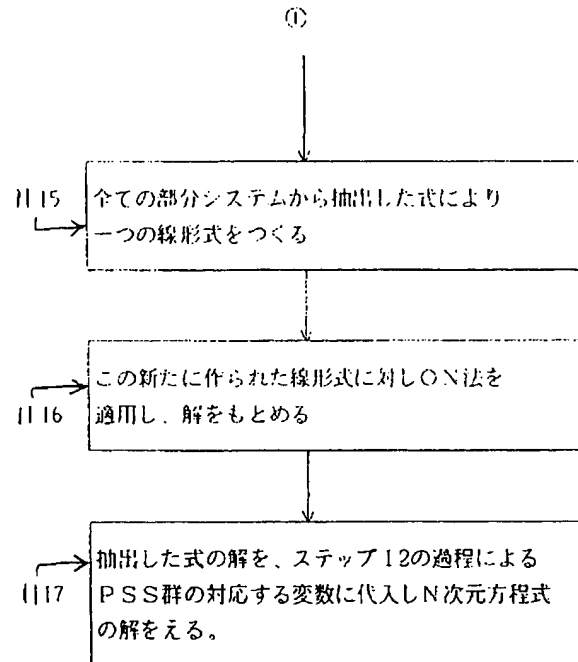 ①
1115
全ての部分システムから抽出した式により
一つの線形式をつくる
この新たに作られた線形式に対しON法を
適用し、解をもとめる
1116
抽出した式の解を、ステップ12の過程による
PSS群の対応する変数に代入しN次元方程式
の解をえる。
1117